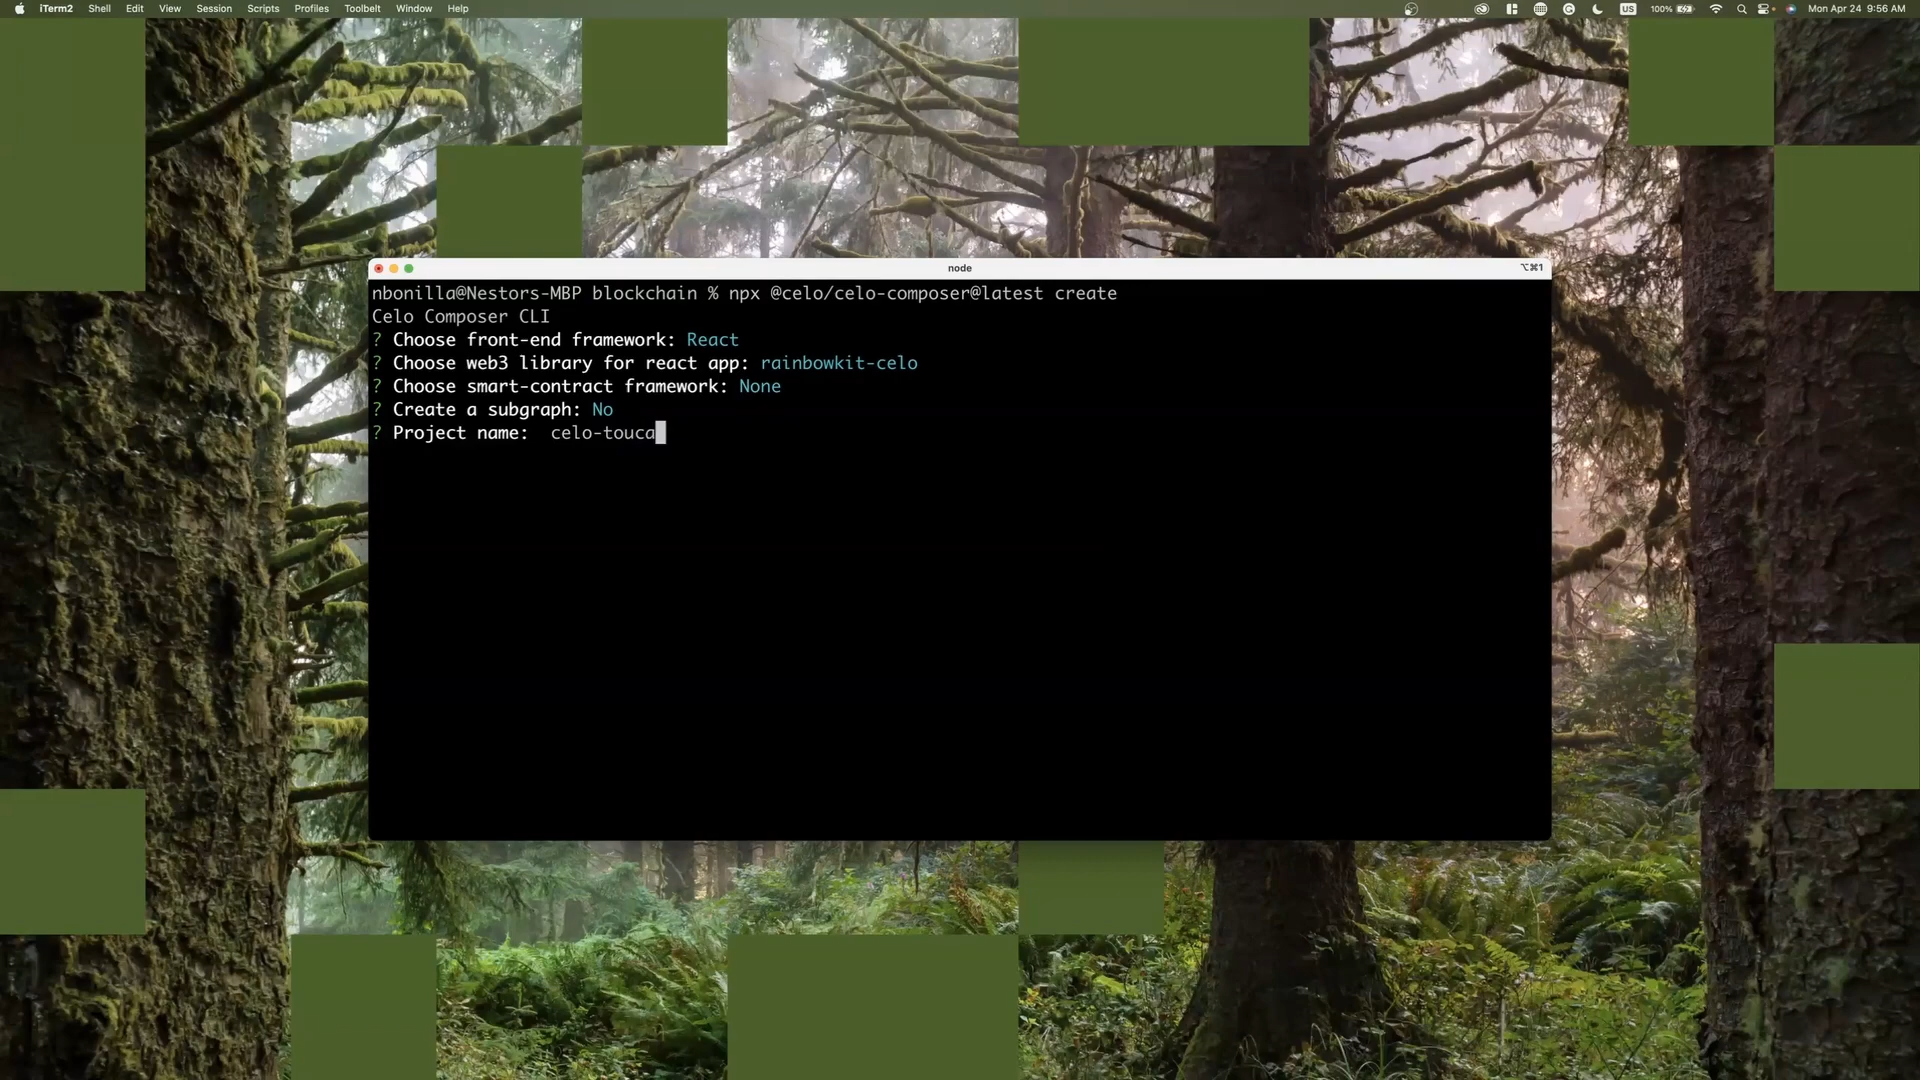 iTerm2 Shell Edit View Session Scripts Profiles Toolbelt Window Help US 100% Mon Apr 24 9:56 AM
node ⌥⌘1
nbonilla@Nestors-MBP blockchain % npx @celo/celo-composer@latest create
Celo Composer CLI
? Choose front-end framework: React
? Choose web3 library for react app: rainbowkit-celo
? Choose smart-contract framework: None
? Create a subgraph: No
? Project name:  celo-touca